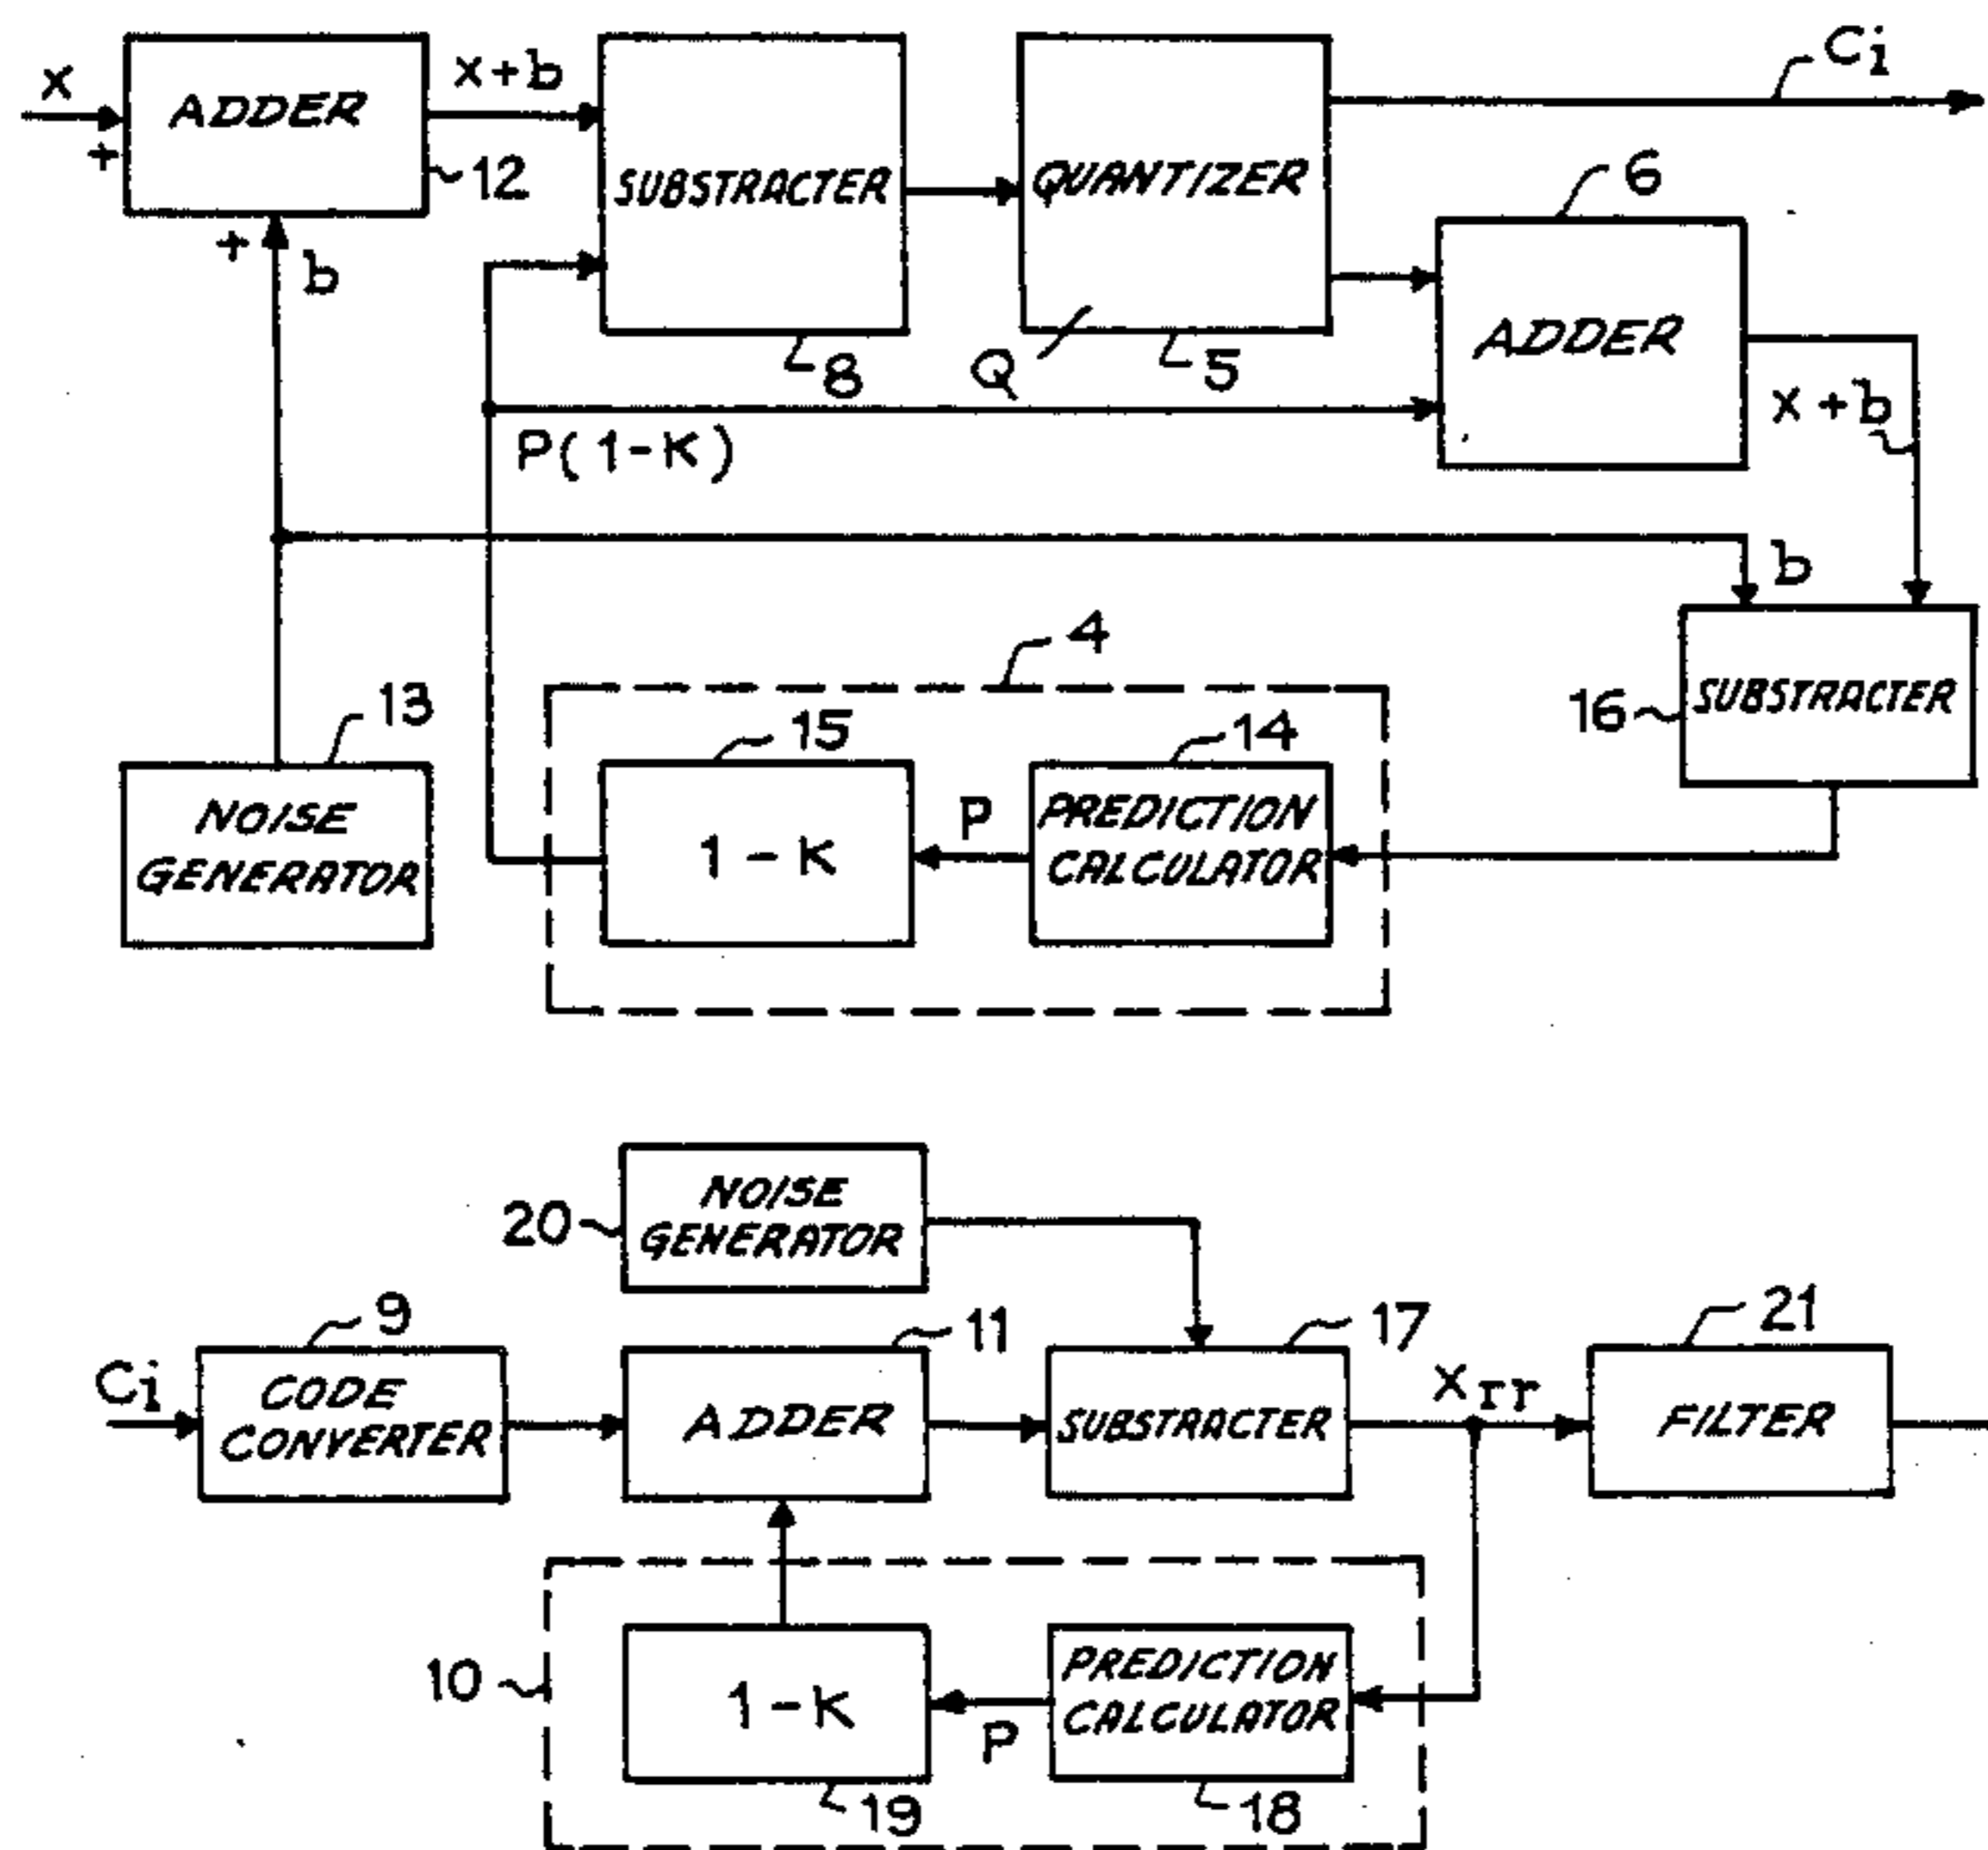 x
+
ADDER
x+b
12
+
b
SUBSTRACTER
8
QUANTIZER
Q
5
Ci
6
ADDER
x+b
P(1-K)
b
4
16
SUBSTRACTER
13
NOISE
GENERATOR
15
1-K
P
14
PREDICTION
CALCULATOR
20
NOISE
GENERATOR
Ci
9
CODE
CONVERTER
11
ADDER
17
SUBSTRACTER
Xrr
21
FILTER
10
1-K
19
P
PREDICTION
CALCULATOR
18